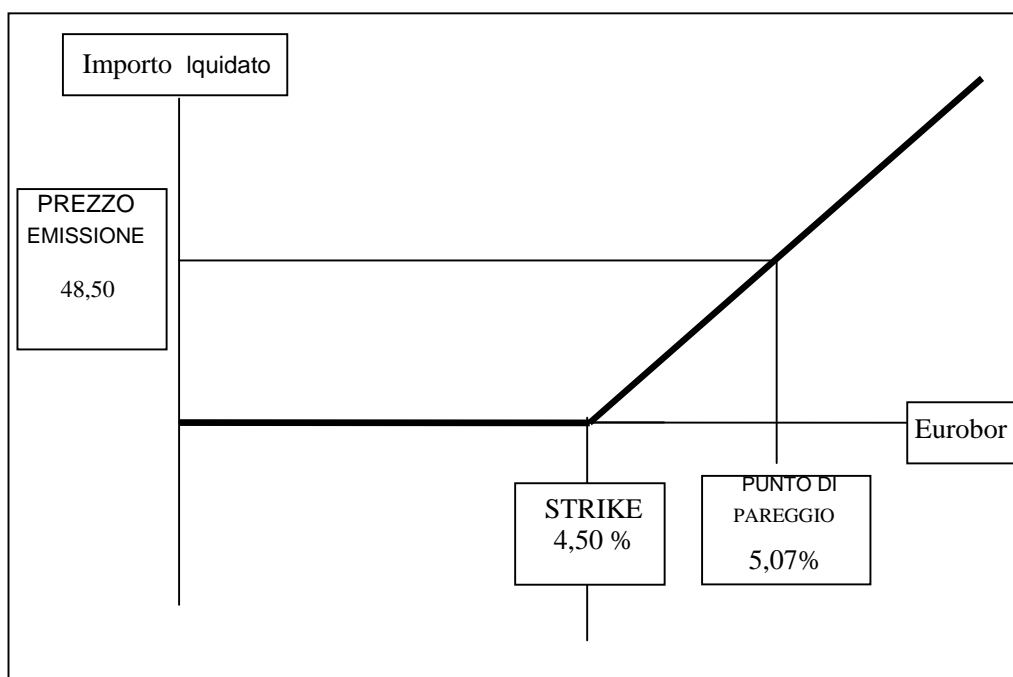 Importo lquidato
PREZZO
EMISSIONE
48,50
Eurobor
STRIKE
4,50 %
PUNTO DI
PAREGGIO
5,07%